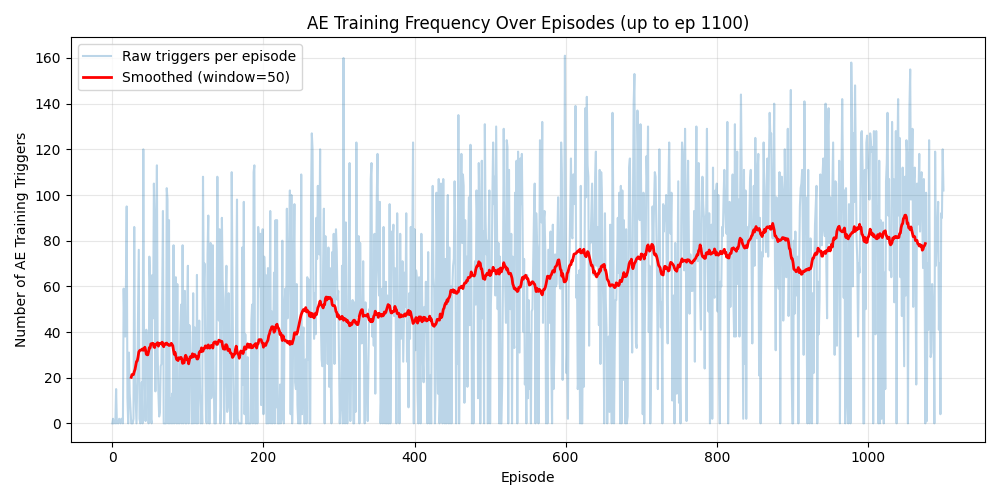 AE Training Frequency Over Episodes (up to ep 1100)
Raw triggers per episode
Smoothed (window=50)
Number of AE Training Triggers
160
140
120
100
80
60
40
20
0
0 200 400 600 800 1000
Episode